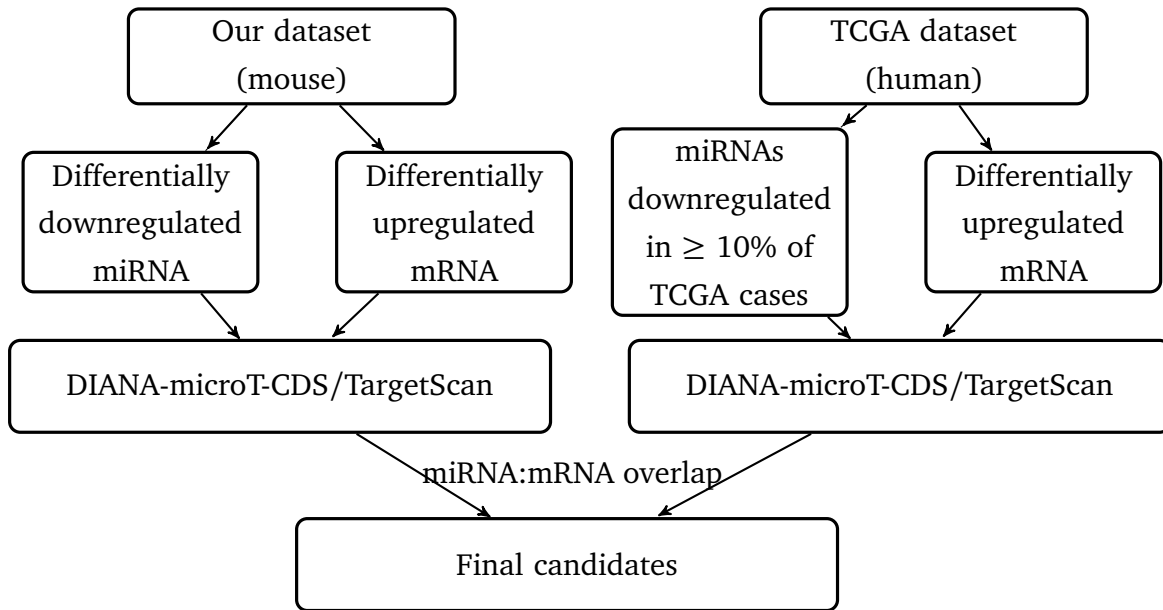 Our dataset
(mouse)
TCGA dataset
(human)
Differentially
downregulated
miRNA
Differentially
upregulated
mRNA
miRNAs
downregulated
in ≥ 10% of
TCGA cases
Differentially
upregulated
mRNA
DIANA-microT-CDS/TargetScan
DIANA-microT-CDS/TargetScan
miRNA:mRNA overlap
Final candidates